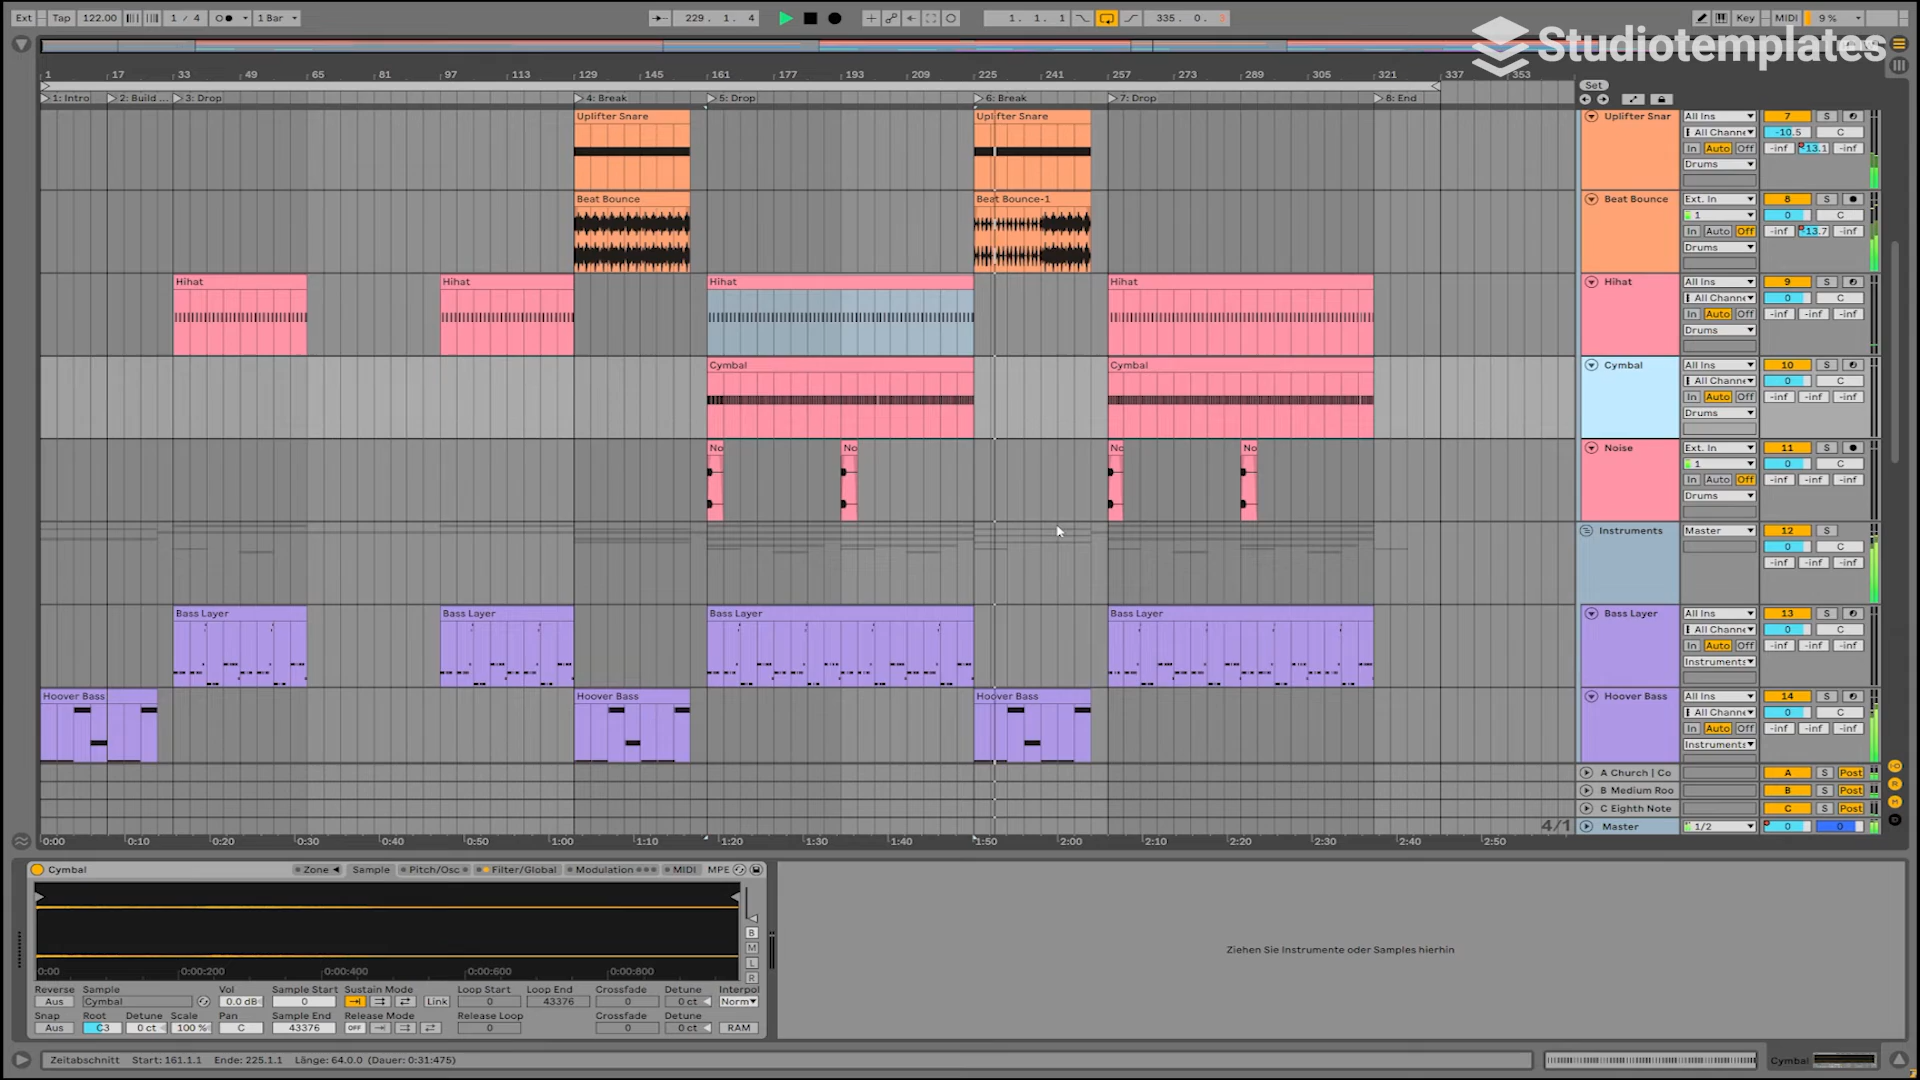 Ext Tap 122.00 1 / 4 1 Bar 229 . 1 . 4 1 . 1 . 1 335 . 0 . 3 Key MIDI 9 %
Studiotemplates
1 17 33 49 65 81 97 113 129 145 161 177 193 209 225 241 257 273 289 305 321 337 353
Set
1: Intro 2: Build ... 3: Drop 4: Break 5: Drop 6: Break 7: Drop 8: End
Uplifter Snare Uplifter Snare Uplifter Snar All Ins 7 S
All Channe -10.5 C
In Auto Off -inf -13.1 -inf
Drums
Beat Bounce Beat Bounce-1 Beat Bounce Ext. In 8 S
1 0 C
In Auto Off -inf -13.7 -inf
Drums
Hihat Hihat Hihat Hihat Hihat All Ins 9 S
All Channe 0 C
In Auto Off -inf -inf -inf
Drums
Cymbal Cymbal Cymbal All Ins 10 S
All Channe 0 C
In Auto Off -inf -inf -inf
Drums
No No No No Noise Ext. In 11 S
1 0 C
In Auto Off -inf -inf -inf
Drums
Instruments Master 12 S
0 C
-inf -inf -inf
Bass Layer Bass Layer Bass Layer Bass Layer Bass Layer All Ins 13 S
All Channe 0 C
In Auto Off -inf -inf -inf
Instruments
Hoover Bass Hoover Bass Hoover Bass Hoover Bass All Ins 14 S
All Channe 0 C
In Auto Off -inf -inf -inf
Instruments
A Church | Co A S Post
B Medium Roo B S Post
C Eighth Note C S Post
4/1 Master 1/2 0 0
0:00 0:10 0:20 0:30 0:40 0:50 1:00 1:10 1:20 1:30 1:40 1:50 2:00 2:10 2:20 2:30 2:40 2:50
Cymbal Zone Sample Pitch/Osc Filter/Global Modulation MIDI MPE
B
M
L
R
0:00 0:00:200 0:00:400 0:00:600 0:00:800
Ziehen Sie Instrumente oder Samples hierhin
Reverse Sample Vol Sample Start Sustain Mode Loop Start Loop End Crossfade Detune Interpol
Aus Cymbal 0.0 dB 0 Link 0 43376 0 0 ct Norm
Snap Root Detune Scale Pan Sample End Release Mode Release Loop Crossfade Detune
Aus C3 0 ct 100 % C 43376 OFF 0 0 0 ct RAM
Zeitabschnitt Start: 161.1.1 Ende: 225.1.1 Länge: 64.0.0 (Dauer: 0:31:475) Cymbal